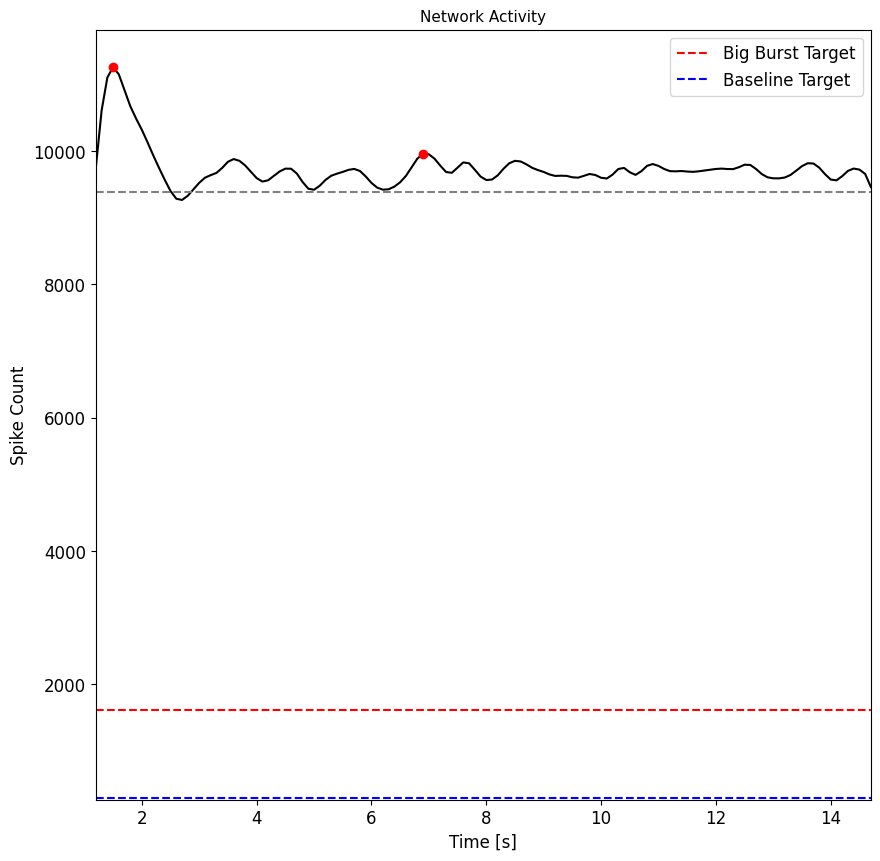 Network Activity
Big Burst Target
Baseline Target
10000
8000
6000
4000
2000
Spike Count
2 4 6 8 10 12 14
Time [s]